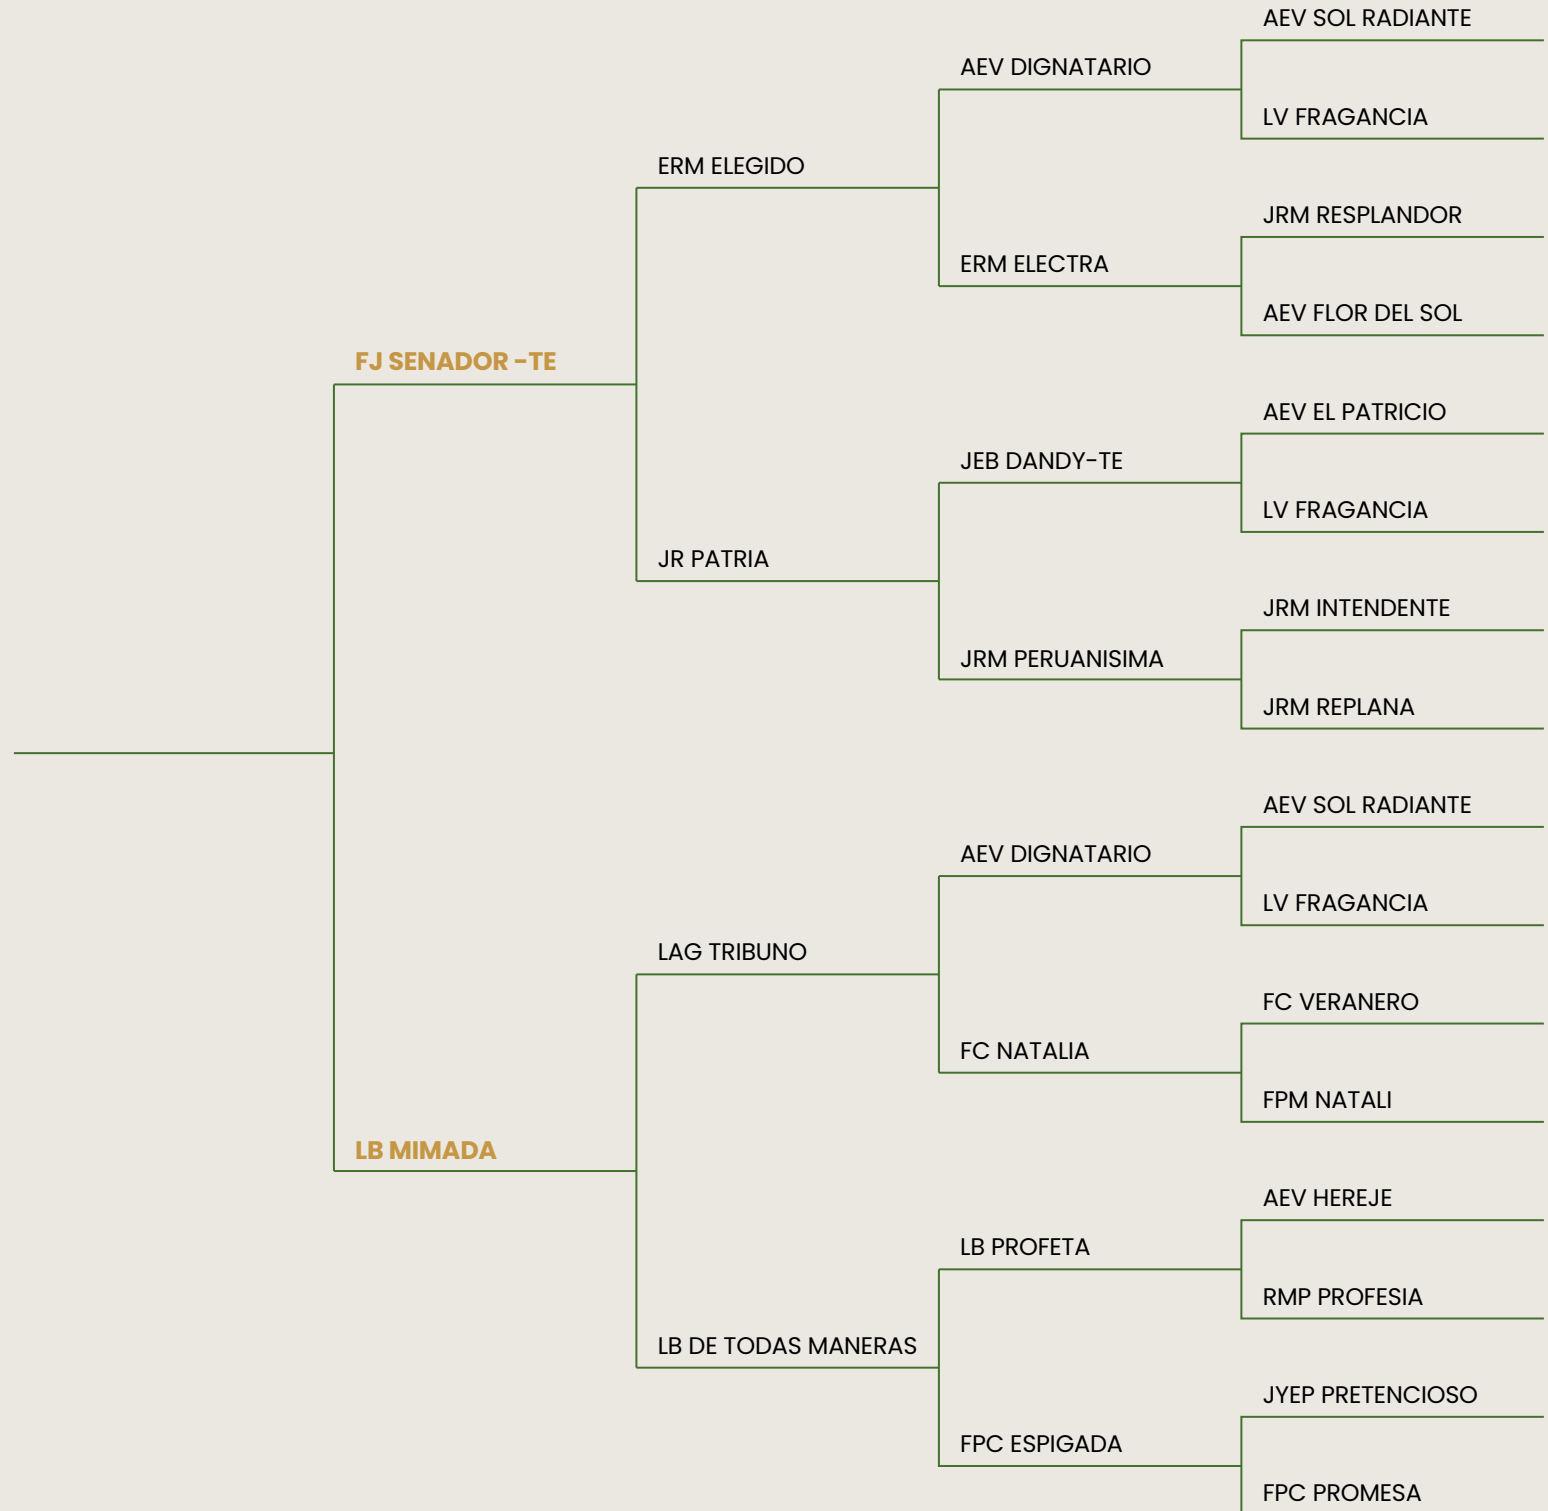 AEV SOL RADIANTE
AEV DIGNATARIO
LV FRAGANCIA
ERM ELEGIDO
JRM RESPLANDOR
ERM ELECTRA
AEV FLOR DEL SOL
FJ SENADOR -TE
AEV EL PATRICIO
JEB DANDY-TE
LV FRAGANCIA
JR PATRIA
JRM INTENDENTE
JRM PERUANISIMA
JRM REPLANA
AEV SOL RADIANTE
AEV DIGNATARIO
LV FRAGANCIA
LAG TRIBUNO
FC VERANERO
FC NATALIA
FPM NATALI
LB MIMADA
AEV HEREJE
LB PROFETA
RMP PROFESIA
LB DE TODAS MANERAS
JYEP PRETENCIOSO
FPC ESPIGADA
FPC PROMESA